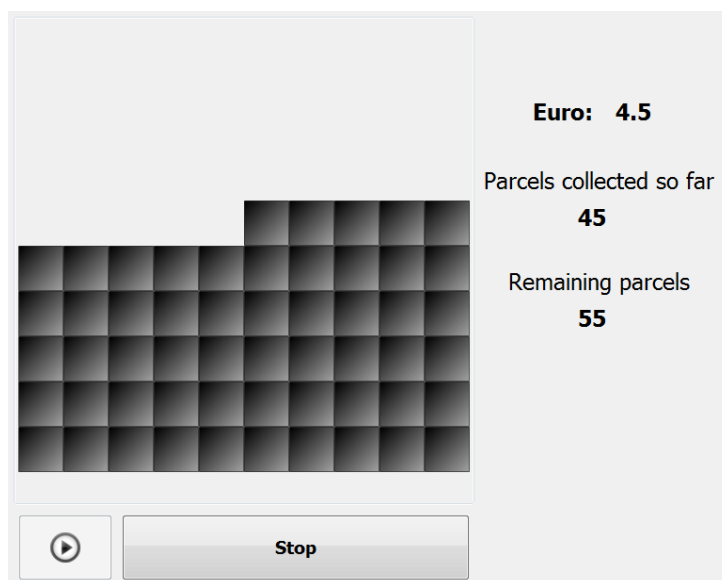 Euro: 4.5
Parcels collected so far
45
Remaining parcels
55
Stop